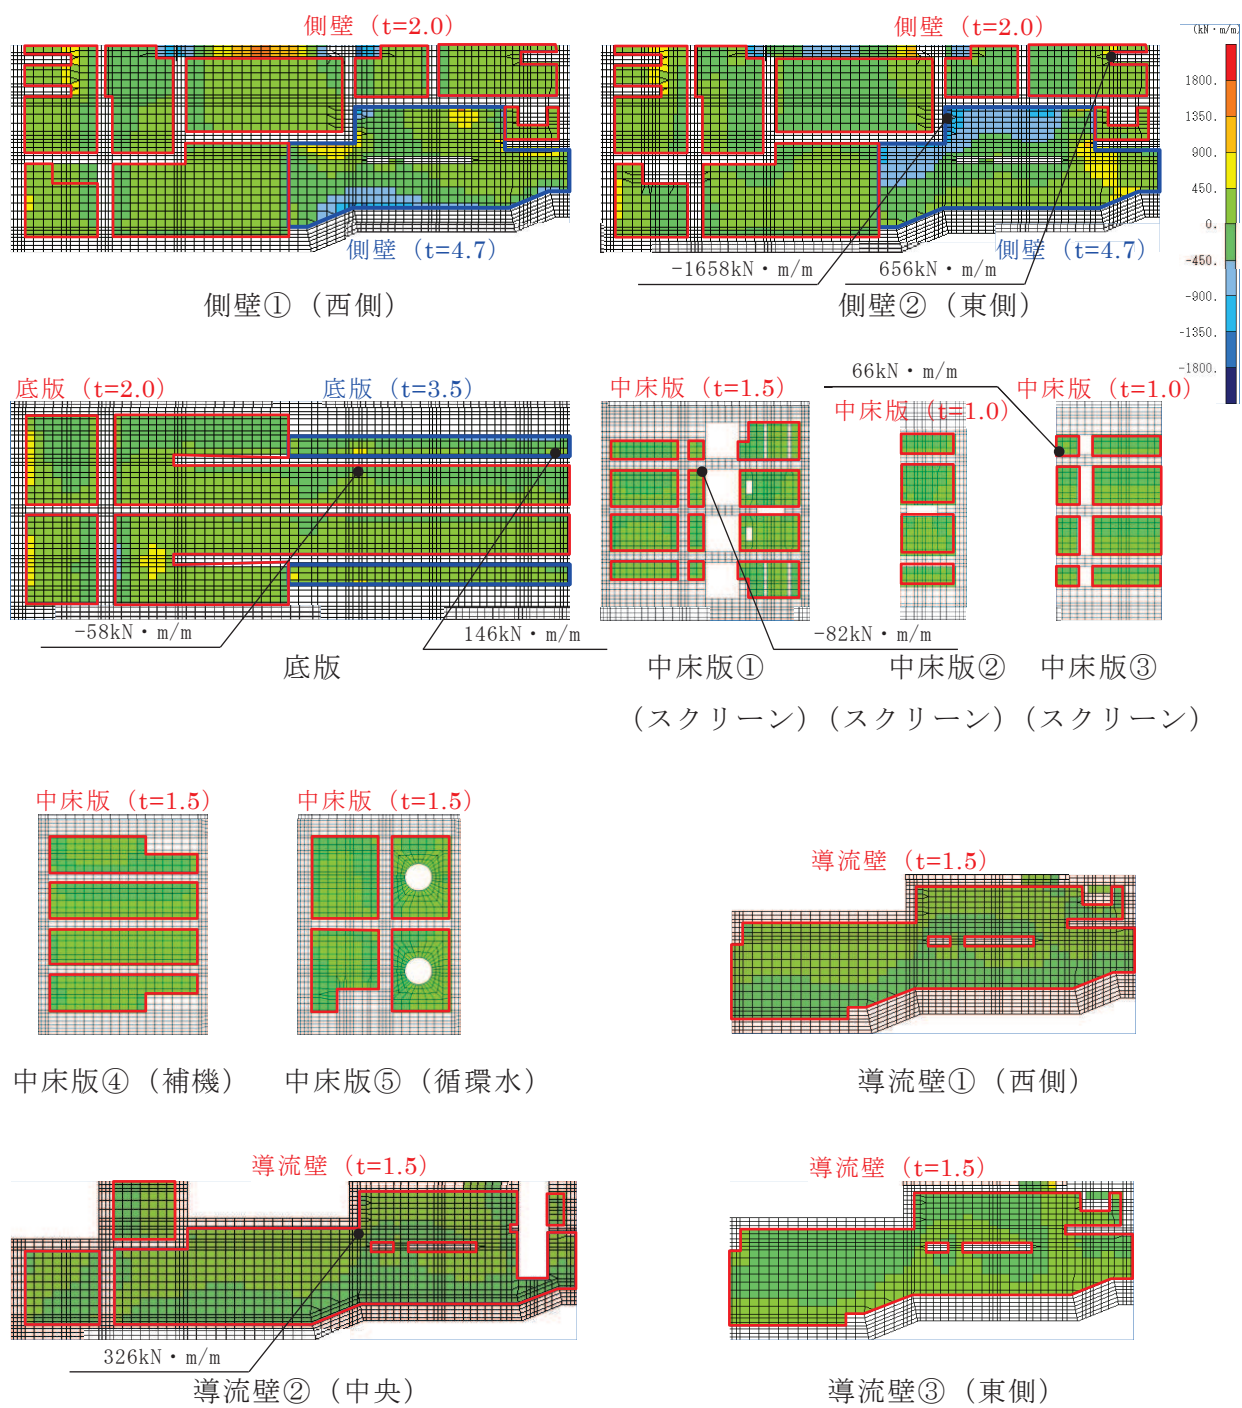 側壁（t=2.0）
側壁（t=2.0）
(kN・m/m)
1800.
1350.
900.
450.
0.
-450.
-900.
-1350.
-1800.
側壁（t=4.7）
側壁（t=4.7）
-1658kN・m/m
656kN・m/m
側壁①（西側）
側壁②（東側）
底版（t=2.0）
底版（t=3.5）
中床版（t=1.5）
66kN・m/m
中床版（t=1.0）
中床版（t=1.0）
-58kN・m/m
146kN・m/m
-82kN・m/m
底版
中床版①
（スクリーン）
中床版②
（スクリーン）
中床版③
（スクリーン）
中床版（t=1.5）
中床版（t=1.5）
導流壁（t=1.5）
中床版④（補機）
中床版⑤（循環水）
導流壁①（西側）
導流壁（t=1.5）
導流壁（t=1.5）
326kN・m/m
導流壁②（中央）
導流壁③（東側）